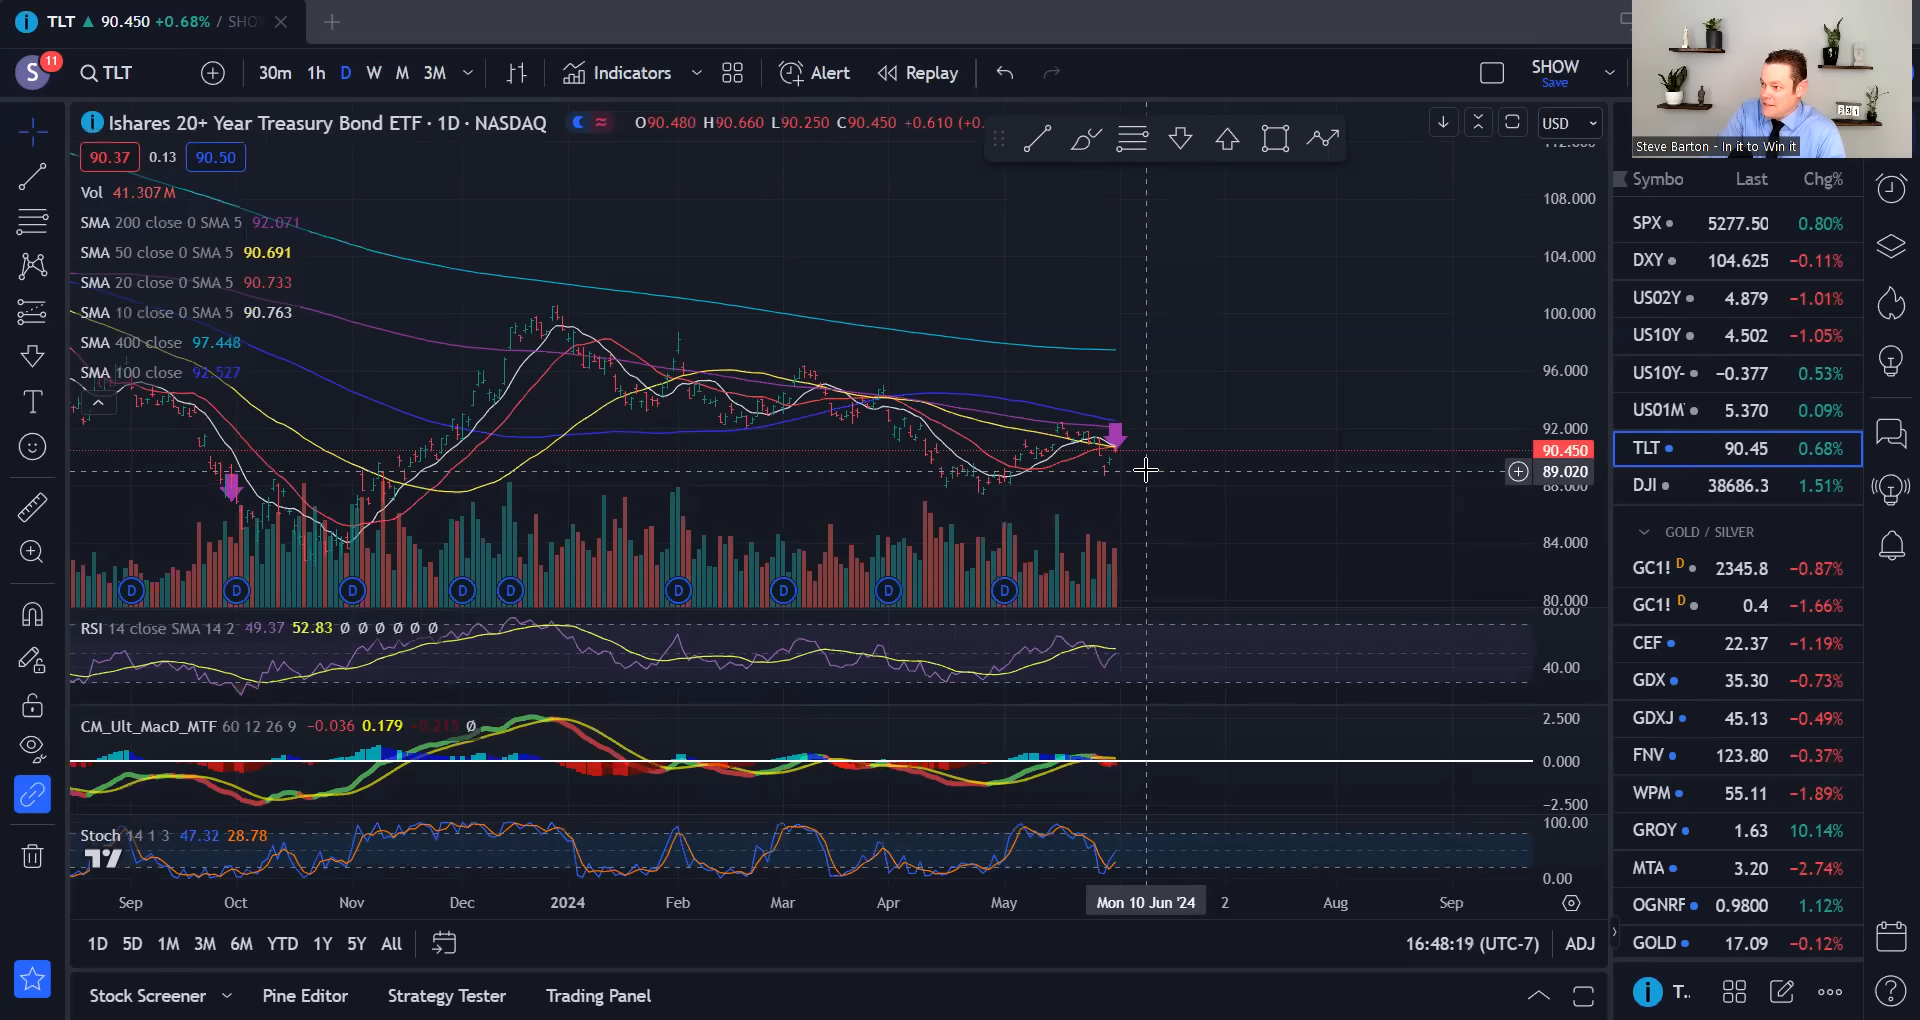 TLT ▲ 90.450 +0.68% / SHO
S 11 TLT 30m 1h D W M 3M Indicators Alert Replay SHOW
Save
Ishares 20+ Year Treasury Bond ETF · 1D · NASDAQ O90.480 H90.660 L90.250 C90.450 +0.610 (+0. USD
90.37 0.13 90.50
Vol 41.307M
SMA 200 close 0 SMA 5 92.071
SMA 50 close 0 SMA 5 90.691
SMA 20 close 0 SMA 5 90.733
SMA 10 close 0 SMA 5 90.763
SMA 400 close 97.448
SMA 100 close 92.527
112.000
108.000
104.000
100.000
96.000
92.000
90.450
89.020
88.000
84.000
80.000
D D D D D D D D D
RSI 14 close SMA 14 2 49.37 52.83 Ø Ø Ø Ø Ø Ø
80.00
40.00
CM_Ult_MacD_MTF 60 12 26 9 −0.036 0.179 −0.215 Ø
2.500
0.000
−2.500
Stoch 14 1 3 47.32 28.78
100.00
0.00
Sep Oct Nov Dec 2024 Feb Mar Apr May Mon 10 Jun '24 2 Aug Sep
1D 5D 1M 3M 6M YTD 1Y 5Y All 16:48:19 (UTC-7) ADJ
Stock Screener Pine Editor Strategy Tester Trading Panel
Steve Barton - In it to Win it
Symbo Last Chg%
SPX 5277.50 0.80%
DXY 104.625 −0.11%
US02Y 4.879 −1.01%
US10Y 4.502 −1.05%
US10Y- −0.377 0.53%
US01M 5.370 0.09%
TLT 90.45 0.68%
DJI 38686.3 1.51%
GOLD / SILVER
GC1! D 2345.8 −0.87%
GC1! D 0.4 −1.66%
CEF 22.37 −1.19%
GDX 35.30 −0.73%
GDXJ 45.13 −0.49%
FNV 123.80 −0.37%
WPM 55.11 −1.89%
GROY 1.63 10.14%
MTA 3.20 −2.74%
OGNRF 0.9800 1.12%
GOLD 17.09 −0.12%
T..